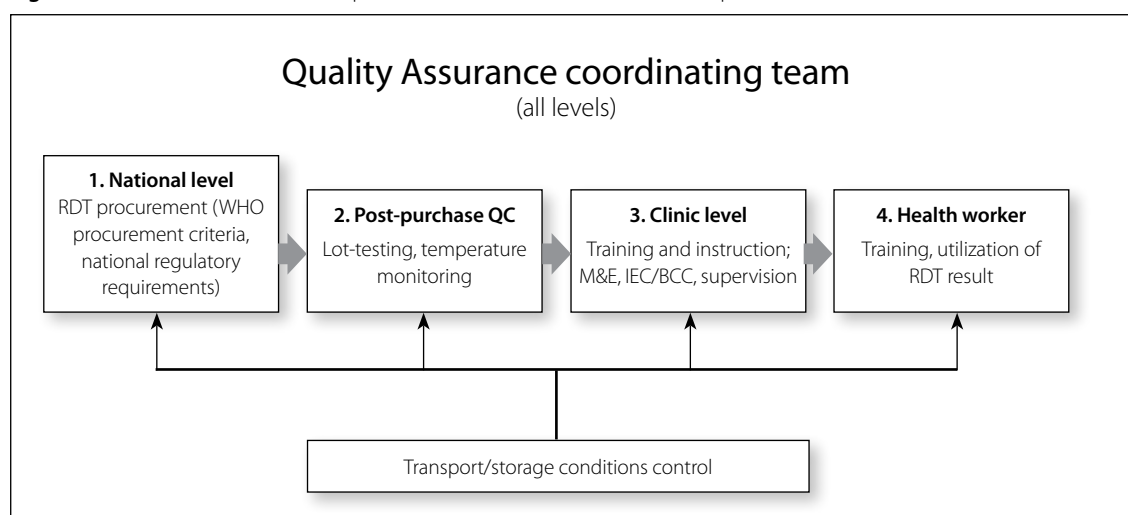 Quality Assurance coordinating team
(all levels)
1. National level
RDT procurement (WHO
procurement criteria,
national regulatory
requirements)
2. Post-purchase QC
Lot-testing, temperature
monitoring
3. Clinic level
Training and instruction;
M&E, IEC/BCC, supervision
4. Health worker
Training, utilization of
RDT result
Transport/storage conditions control